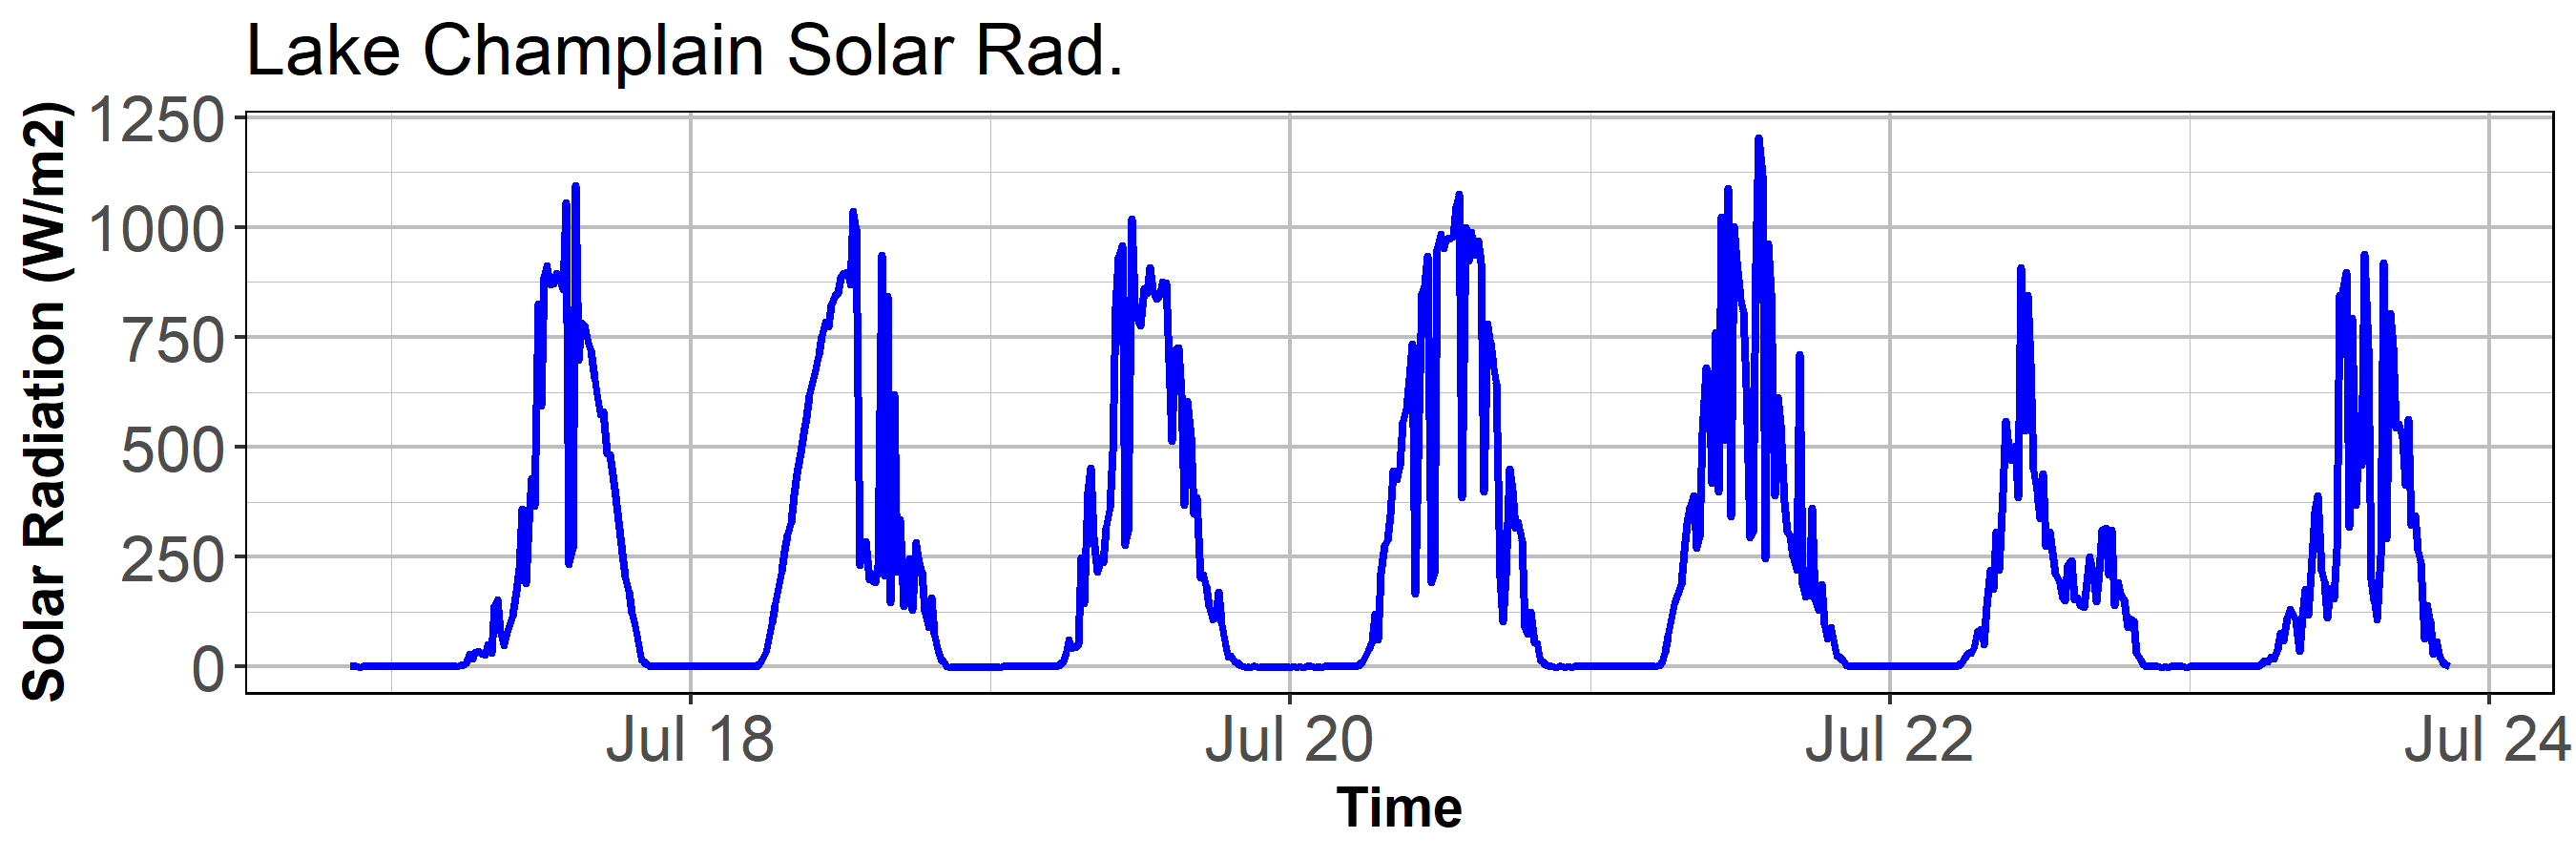 Lake Champlain Solar Rad.
Solar Radiation (W/m2)
1250
1000
750
500
250
0
Jul 18
Jul 20
Jul 22
Jul 24
Time